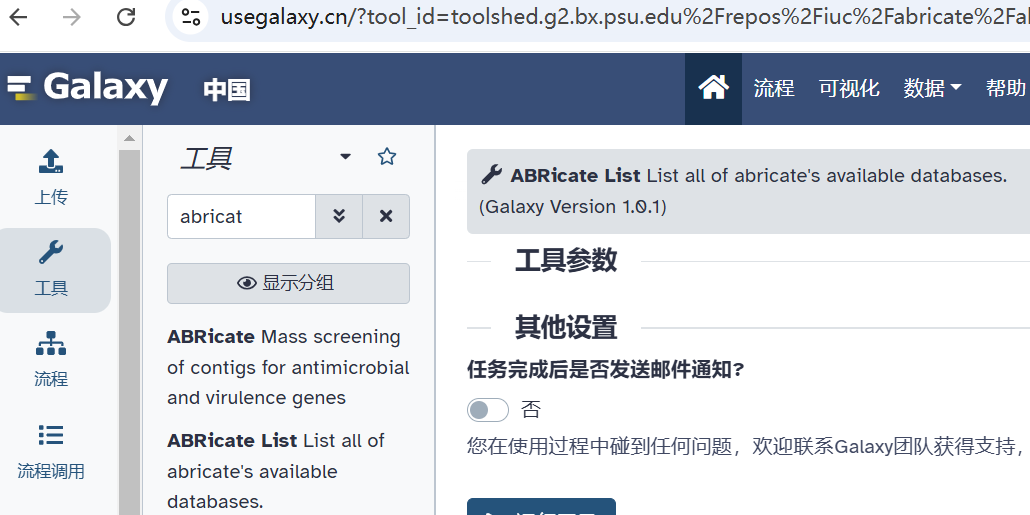 usegalaxy.cn/?tool_id=toolshed.g2.bx.psu.edu%2Frepos%2Fiuc%2Fabricate%2Fa
Galaxy 中国
流程 可视化 数据 帮助
上传
工具
流程
流程调用
工具
abricat
显示分组
ABRicate Mass screening
of contigs for antimicrobial
and virulence genes
ABRicate List List all of
abricate's available
databases.
ABRicate List List all of abricate's available databases.
(Galaxy Version 1.0.1)
工具参数
其他设置
任务完成后是否发送邮件通知?
否
您在使用过程中碰到任何问题，欢迎联系Galaxy团队获得支持，